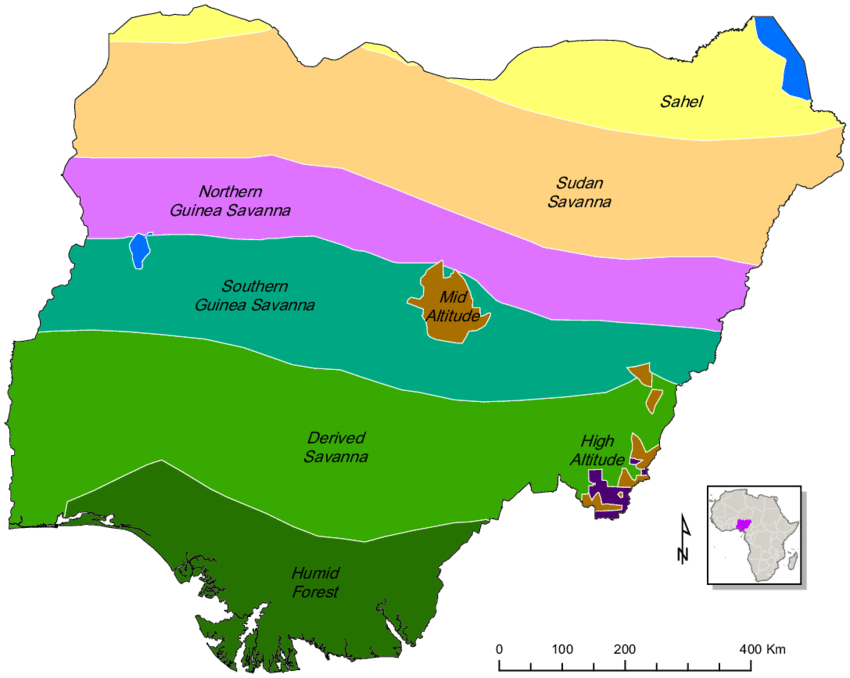 Sahel
Sudan
Savanna
Northern
Guinea Savanna
Southern
Guinea Savanna
Mid
Altitude
Derived
Savanna
High
Altitude
Humid
Forest
N
0 100 200 400 Km